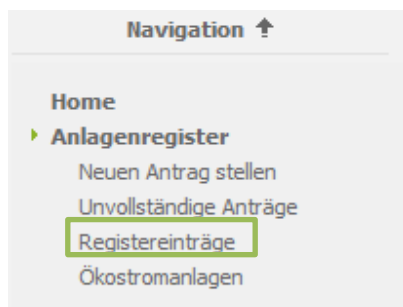 Navigation
Home
Anlagenregister
Neuen Antrag stellen
Unvollständige Anträge
Registereinträge
Ökostromanlagen